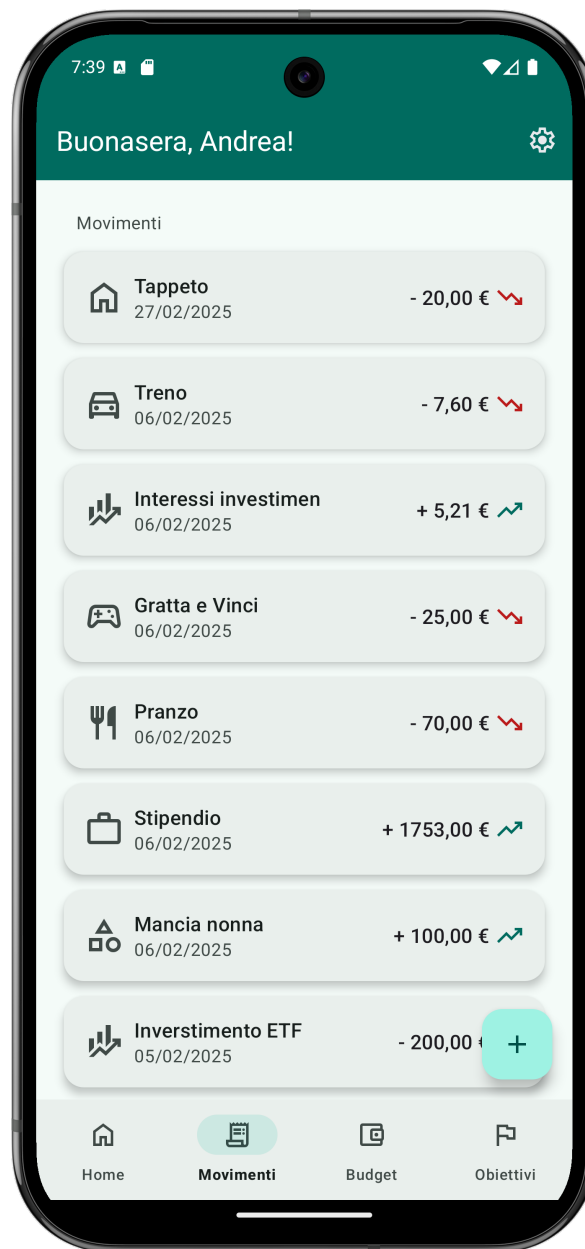 7:39
Buonasera, Andrea!
Movimenti
Tappeto
27/02/2025
- 20,00 €
Treno
06/02/2025
- 7,60 €
Interessi investimen
06/02/2025
+ 5,21 €
Gratta e Vinci
06/02/2025
- 25,00 €
Pranzo
06/02/2025
- 70,00 €
Stipendio
06/02/2025
+ 1753,00 €
Mancia nonna
06/02/2025
+ 100,00 €
Inverstimento ETF
05/02/2025
- 200,00
+
Home
Movimenti
Budget
Obiettivi